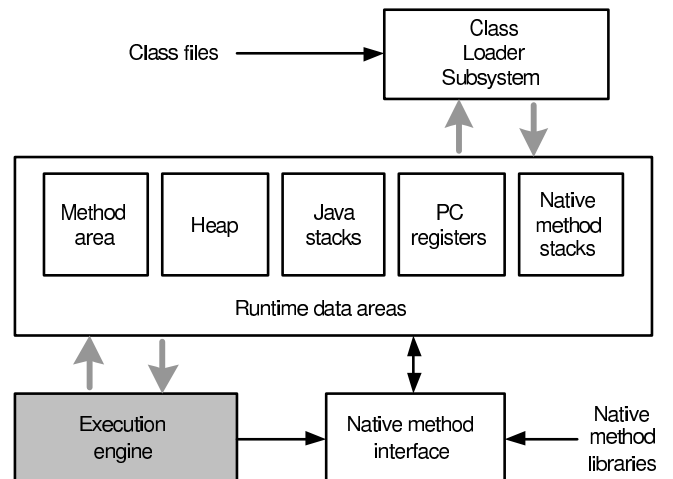 Class files
Class
Loader
Subsystem
Method
area
Heap
Java
stacks
PC
registers
Native
method
stacks
Runtime data areas
Execution
engine
Native method
interface
Native
method
libraries